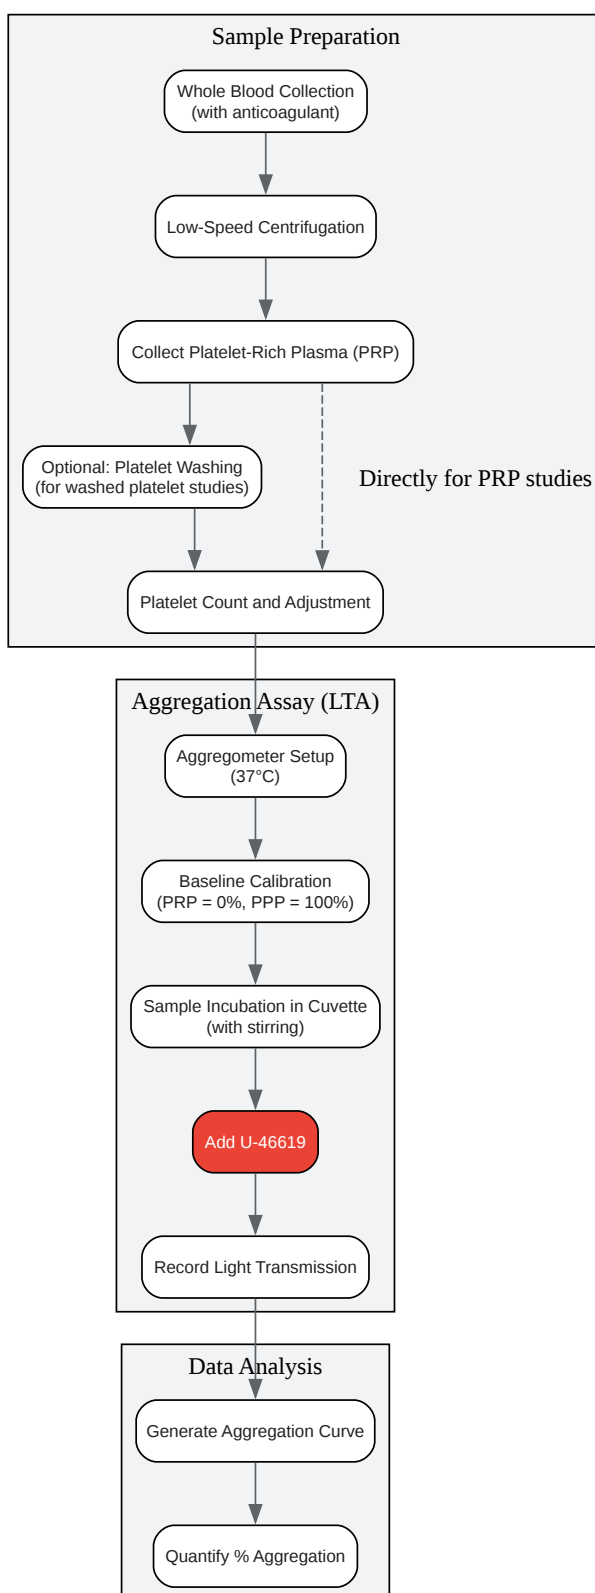 Sample Preparation
Whole Blood Collection
(with anticoagulant)
Low-Speed Centrifugation
Collect Platelet-Rich Plasma (PRP)
Optional: Platelet Washing
(for washed platelet studies)
Directly for PRP studies
Platelet Count and Adjustment
Aggregation Assay (LTA)
Aggregometer Setup
(37°C)
Baseline Calibration
(PRP = 0%, PPP = 100%)
Sample Incubation in Cuvette
(with stirring)
Add U-46619
Record Light Transmission
Data Analysis
Generate Aggregation Curve
Quantify % Aggregation